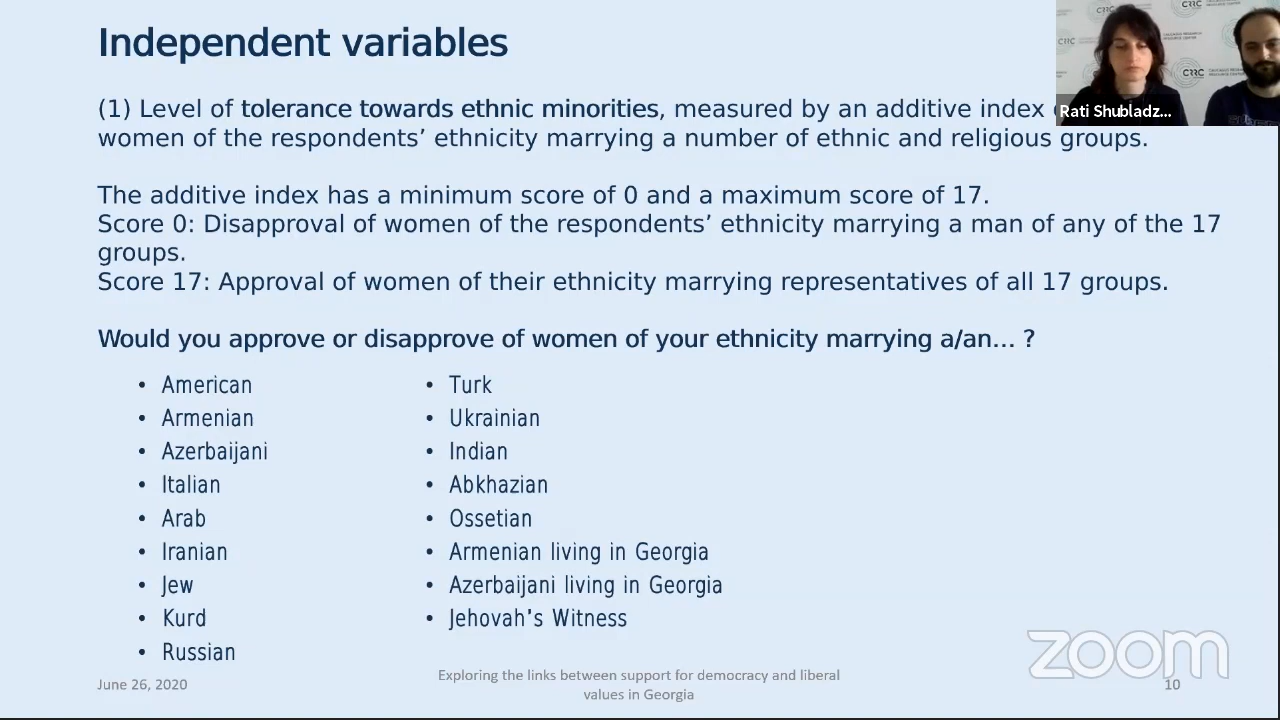 Independent variables
(1) Level of tolerance towards ethnic minorities, measured by an additive index
women of the respondents’ ethnicity marrying a number of ethnic and religious groups.
The additive index has a minimum score of 0 and a maximum score of 17.
Score 0: Disapproval of women of the respondents’ ethnicity marrying a man of any of the 17
groups.
Score 17: Approval of women of their ethnicity marrying representatives of all 17 groups.
Would you approve or disapprove of women of your ethnicity marrying a/an… ?
• American
• Armenian
• Azerbaijani
• Italian
• Arab
• Iranian
• Jew
• Kurd
• Russian
• Turk
• Ukrainian
• Indian
• Abkhazian
• Ossetian
• Armenian living in Georgia
• Azerbaijani living in Georgia
• Jehovah’s Witness
June 26, 2020
Exploring the links between support for democracy and liberal
values in Georgia
10
zoom
Rati Shubladz...
CRRC
CRRC